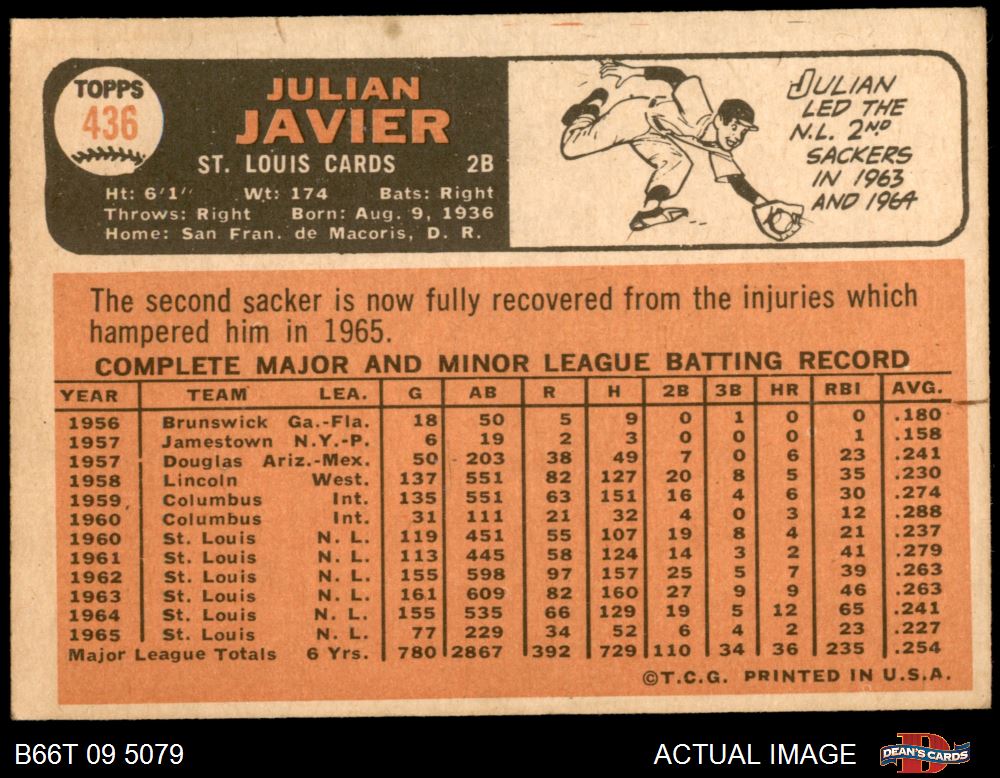 TOPPS
436
JULIAN
JAVIER
ST. LOUIS CARDS 2B
Ht: 6'1" Wt: 174 Bats: Right
Throws: Right Born: Aug. 9, 1936
Home: San Fran. de Macoris, D. R.
JULIAN
LED THE
N.L. 2ND
SACKERS
IN 1963
AND 1964
The second sacker is now fully recovered from the injuries which
hampered him in 1965.
COMPLETE MAJOR AND MINOR LEAGUE BATTING RECORD
YEAR TEAM LEA. G AB R H 2B 3B HR RBI AVG.
1956 Brunswick Ga.-Fla. 18 50 5 9 0 1 0 0 .180
1957 Jamestown N.Y.-P. 6 19 2 3 0 0 0 1 .158
1957 Douglas Ariz.-Mex. 50 203 38 49 7 0 6 23 .241
1958 Lincoln West. 137 551 82 127 20 8 5 35 .230
1959 Columbus Int. 135 551 63 151 16 4 6 30 .274
1960 Columbus Int. 31 111 21 32 4 0 3 12 .288
1960 St. Louis N. L. 119 451 55 107 19 8 4 21 .237
1961 St. Louis N. L. 113 445 58 124 14 3 2 41 .279
1962 St. Louis N. L. 155 598 97 157 25 5 7 39 .263
1963 St. Louis N. L. 161 609 82 160 27 9 9 46 .263
1964 St. Louis N. L. 155 535 66 129 19 5 12 65 .241
1965 St. Louis N. L. 77 229 34 52 6 4 2 23 .227
Major League Totals 6 Yrs. 780 2867 392 729 110 34 36 235 .254
©T.C.G. PRINTED IN U.S.A.
B66T 09 5079
ACTUAL IMAGE
DEAN'S CARDS